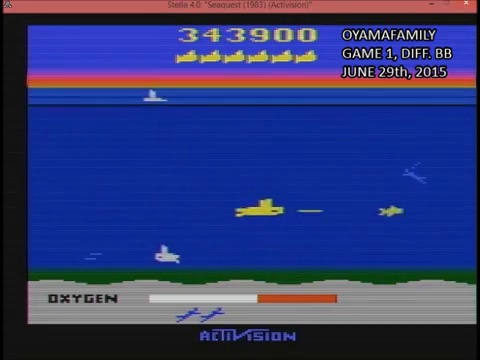 Stella 4.0: "Seaquest (1983) (Activision)"
343900
OYAMAFAMILY
GAME 1, DIFF. BB
JUNE 29th, 2015
OXYGEN
ACTIVISION